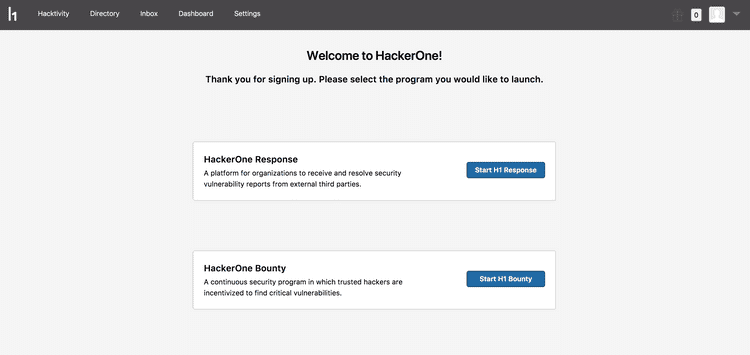 h1 Hacktivity Directory Inbox Dashboard Settings 0
Welcome to HackerOne!
Thank you for signing up. Please select the program you would like to launch.
HackerOne Response
A platform for organizations to receive and resolve security
vulnerability reports from external third parties.
Start H1 Response
HackerOne Bounty
A continuous security program in which trusted hackers are
incentivized to find critical vulnerabilities.
Start H1 Bounty